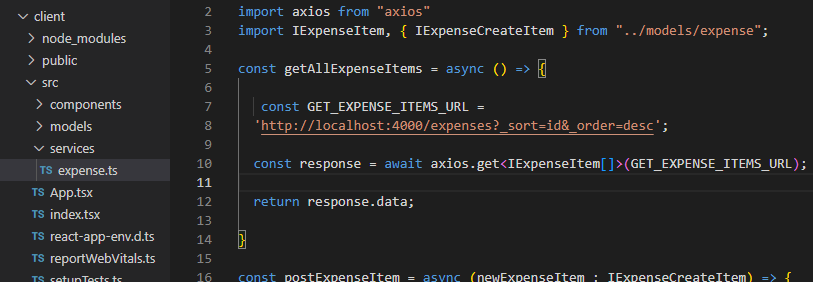 client
node_modules
public
src
components
models
services
TS expense.ts
TS App.tsx
TS index.tsx
TS react-app-env.d.ts
TS reportWebVitals.ts
TS setupTests.ts
2 import axios from "axios"
3 import IExpenseItem, { IExpenseCreateItem } from "../models/expense";
4
5 const getAllExpenseItems = async () => {
6
7 const GET_EXPENSE_ITEMS_URL =
8 'http://localhost:4000/expenses?_sort=id&_order=desc';
9
10 const response = await axios.get<IExpenseItem[]>(GET_EXPENSE_ITEMS_URL);
11
12 return response.data;
13
14 }
15
16 const postExpenseItem = async (newExpenseItem : IExpenseCreateItem) => {